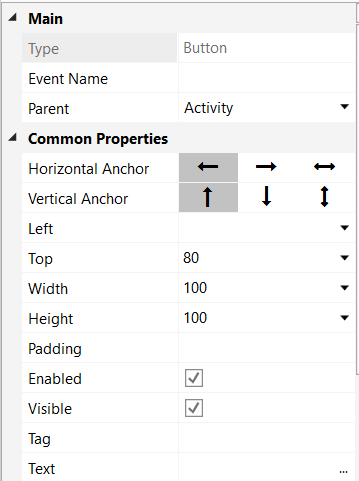 Main
Type Button
Event Name
Parent Activity
Common Properties
Horizontal Anchor
Vertical Anchor
Left
Top 80
Width 100
Height 100
Padding
Enabled
Visible
Tag
Text ...